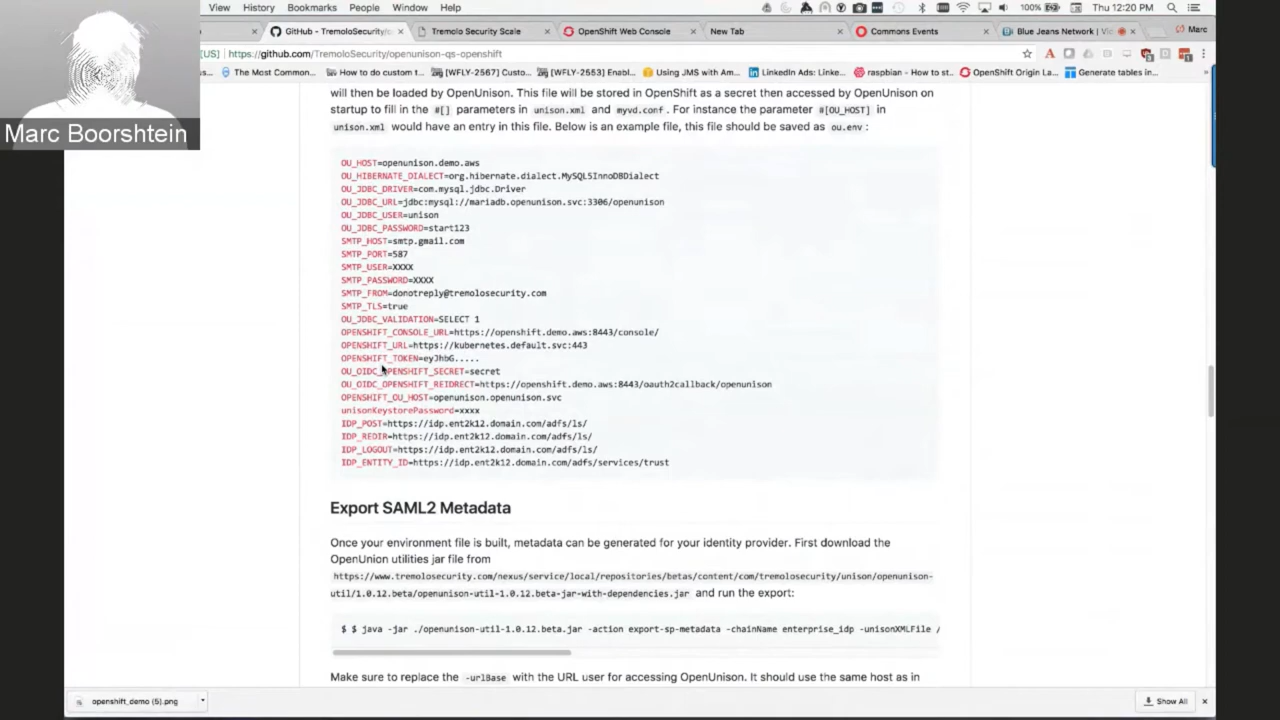 View History Bookmarks People Window Help
100% Thu 12:20 PM
GitHub - TremoloSecurity/
Tremolo Security Scale
OpenShift Web Console
New Tab
Commons Events
Blue Jeans Network | Vi
Marc
[US] https://github.com/TremoloSecurity/openunison-qs-openshift
The Most Common...
How to do custom t...
[WFLY-2567] Custo...
[WFLY-2553] Enabl...
Using JMS with Am...
LinkedIn Ads: Linke...
raspbian - How to st...
OpenShift Origin La...
Generate tables in...
Marc Boorshtein
will then be loaded by OpenUnison. This file will be stored in OpenShift as a secret then accessed by OpenUnison on
startup to fill in the #[] parameters in unison.xml and myvd.conf . For instance the parameter #[OU_HOST] in
unison.xml would have an entry in this file. Below is an example file, this file should be saved as ou.env :
OU_HOST=openunison.demo.aws
OU_HIBERNATE_DIALECT=org.hibernate.dialect.MySQL5InnoDBDialect
OU_JDBC_DRIVER=com.mysql.jdbc.Driver
OU_JDBC_URL=jdbc:mysql://mariadb.openunison.svc:3306/openunison
OU_JDBC_USER=unison
OU_JDBC_PASSWORD=start123
SMTP_HOST=smtp.gmail.com
SMTP_PORT=587
SMTP_USER=XXXX
SMTP_PASSWORD=XXXX
SMTP_FROM=donotreply@tremolosecurity.com
SMTP_TLS=true
OU_JDBC_VALIDATION=SELECT 1
OPENSHIFT_CONSOLE_URL=https://openshift.demo.aws:8443/console/
OPENSHIFT_URL=https://kubernetes.default.svc:443
OPENSHIFT_TOKEN=eyJhbG.....
OU_OIDC_OPENSHIFT_SECRET=secret
OU_OIDC_OPENSHIFT_REIDRECT=https://openshift.demo.aws:8443/oauth2callback/openunison
OPENSHIFT_OU_HOST=openunison.openunison.svc
unisonKeystorePassword=xxxx
IDP_POST=https://idp.ent2k12.domain.com/adfs/ls/
IDP_REDIR=https://idp.ent2k12.domain.com/adfs/ls/
IDP_LOGOUT=https://idp.ent2k12.domain.com/adfs/ls/
IDP_ENTITY_ID=https://idp.ent2k12.domain.com/adfs/services/trust
Export SAML2 Metadata
Once your environment file is built, metadata can be generated for your identity provider. First download the
OpenUnion utilities jar file from
https://www.tremolosecurity.com/nexus/service/local/repositories/betas/content/com/tremolosecurity/unison/openunison-
util/1.0.12.beta/openunison-util-1.0.12.beta-jar-with-dependencies.jar and run the export:
$ $ java -jar ./openunison-util-1.0.12.beta.jar -action export-sp-metadata -chainName enterprise_idp -unisonXMLFile /
Make sure to replace the -urlBase with the URL user for accessing OpenUnison. It should use the same host as in
openshift_demo (5).png
Show All